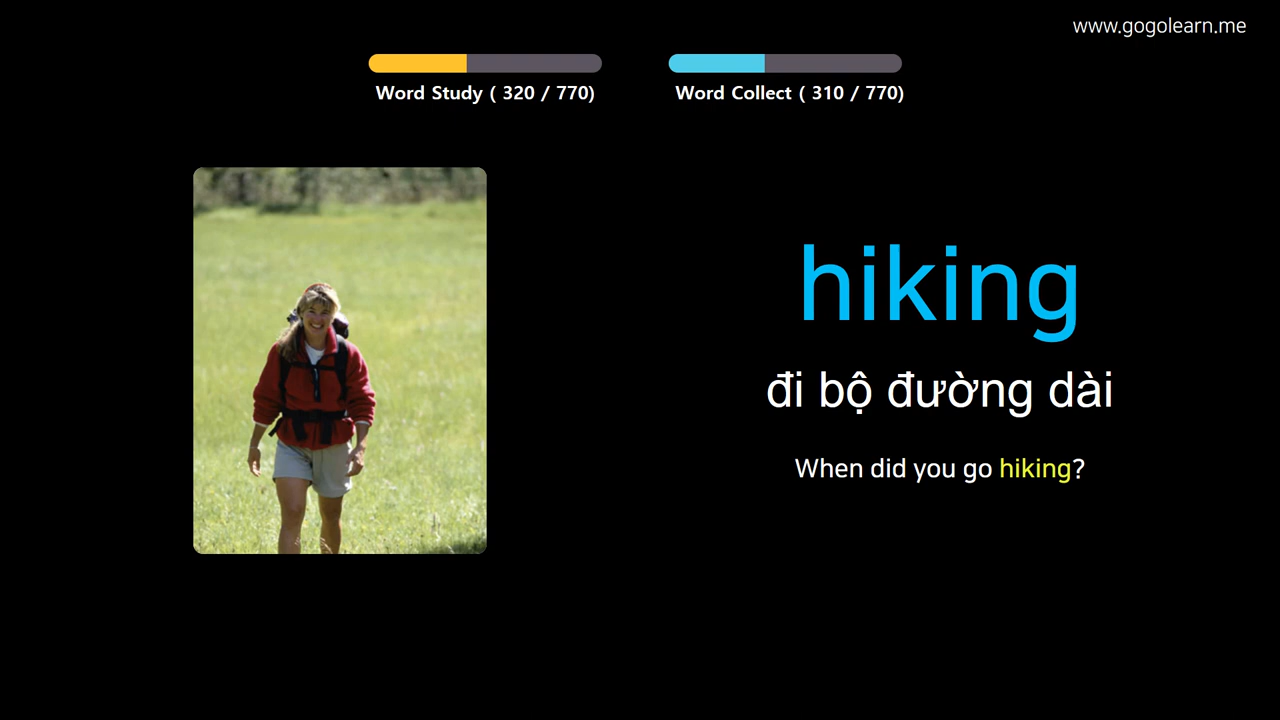 www.gogolearn.me
Word Study ( 320 / 770)
Word Collect ( 310 / 770)
hiking
đi bộ đường dài
When did you go hiking?